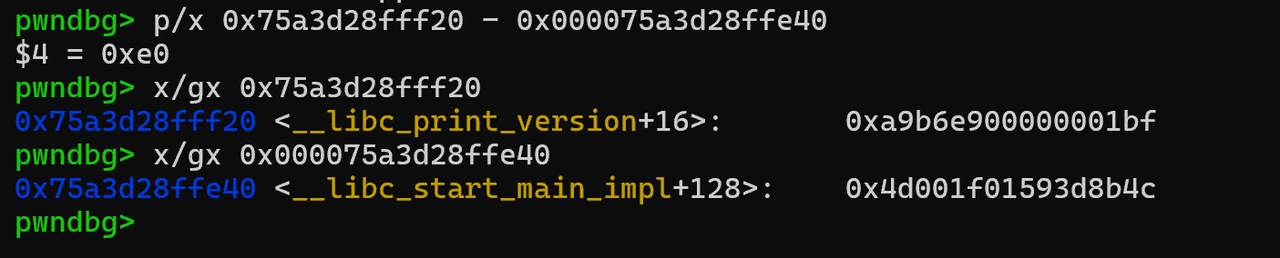 pwndbg> p/x 0x75a3d28fff20 - 0x000075a3d28ffe40
$4 = 0xe0
pwndbg> x/gx 0x75a3d28fff20
0x75a3d28fff20 <__libc_print_version+16>: 0xa9b6e900000001bf
pwndbg> x/gx 0x000075a3d28ffe40
0x75a3d28ffe40 <__libc_start_main_impl+128>: 0x4d001f01593d8b4c
pwndbg>